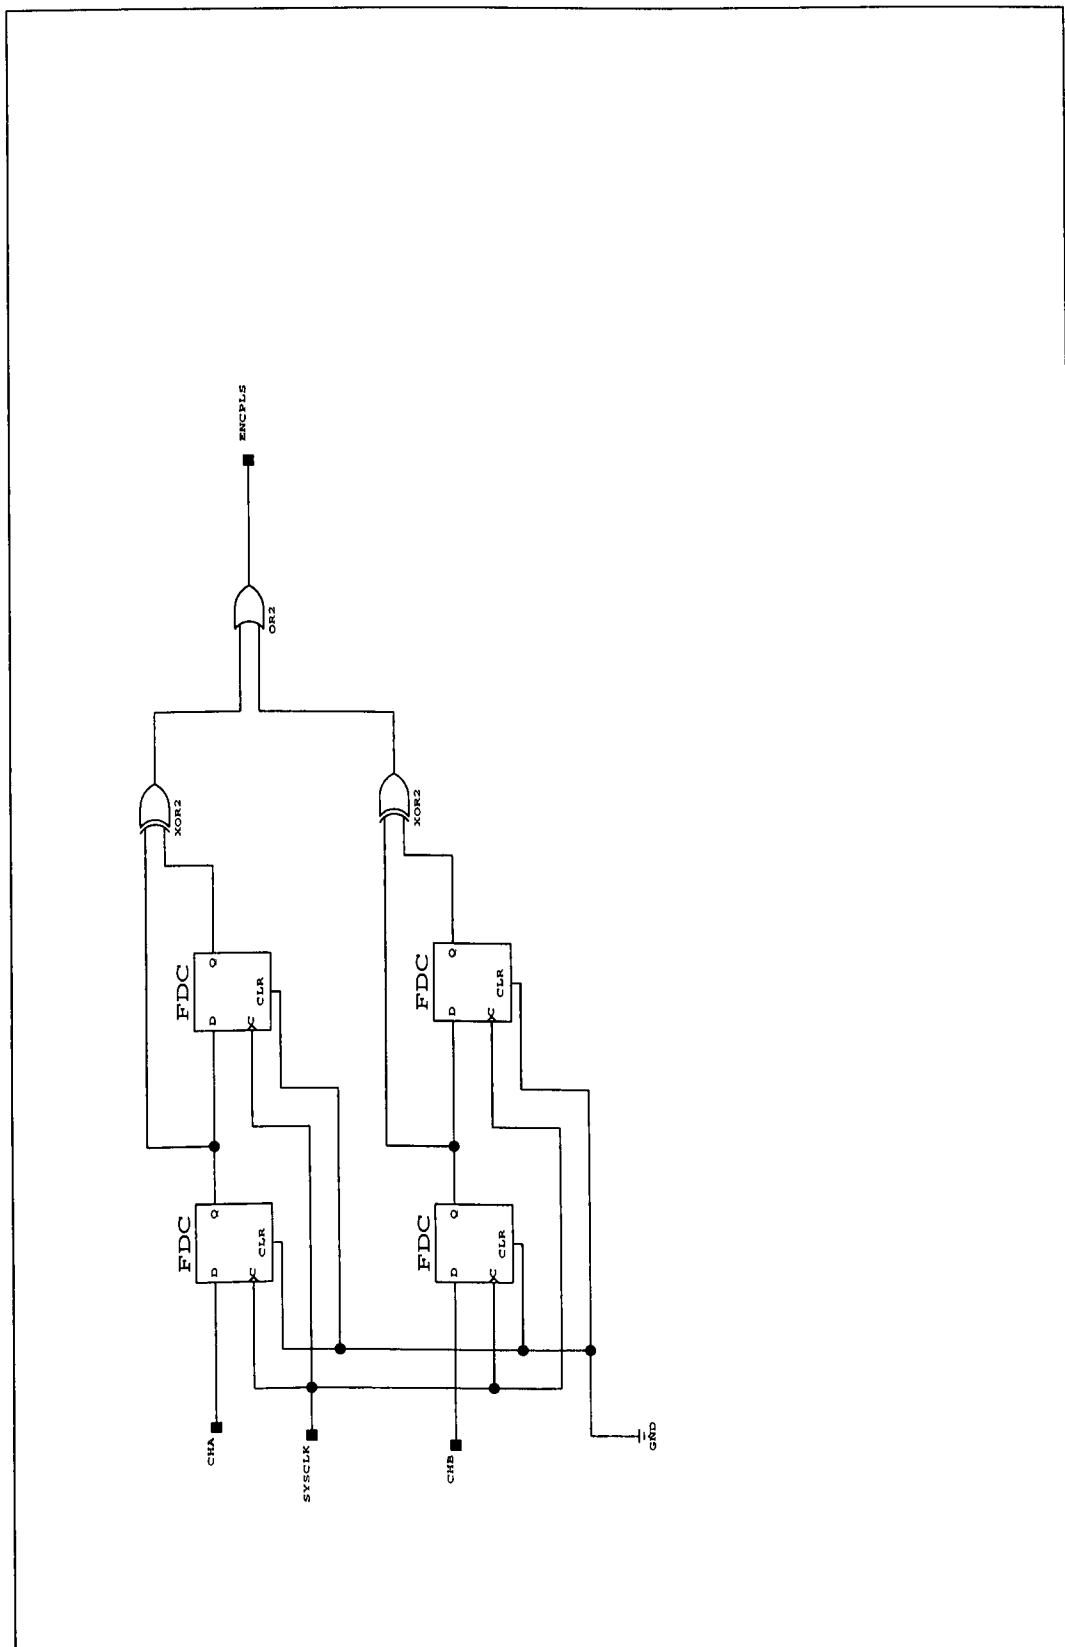 CHA
SYSCLK
CHB
GND
FDC
D
Q
C
CLR
FDC
D
Q
C
CLR
FDC
D
Q
C
CLR
FDC
D
Q
C
CLR
XOR2
XOR2
OR2
ENCPLS